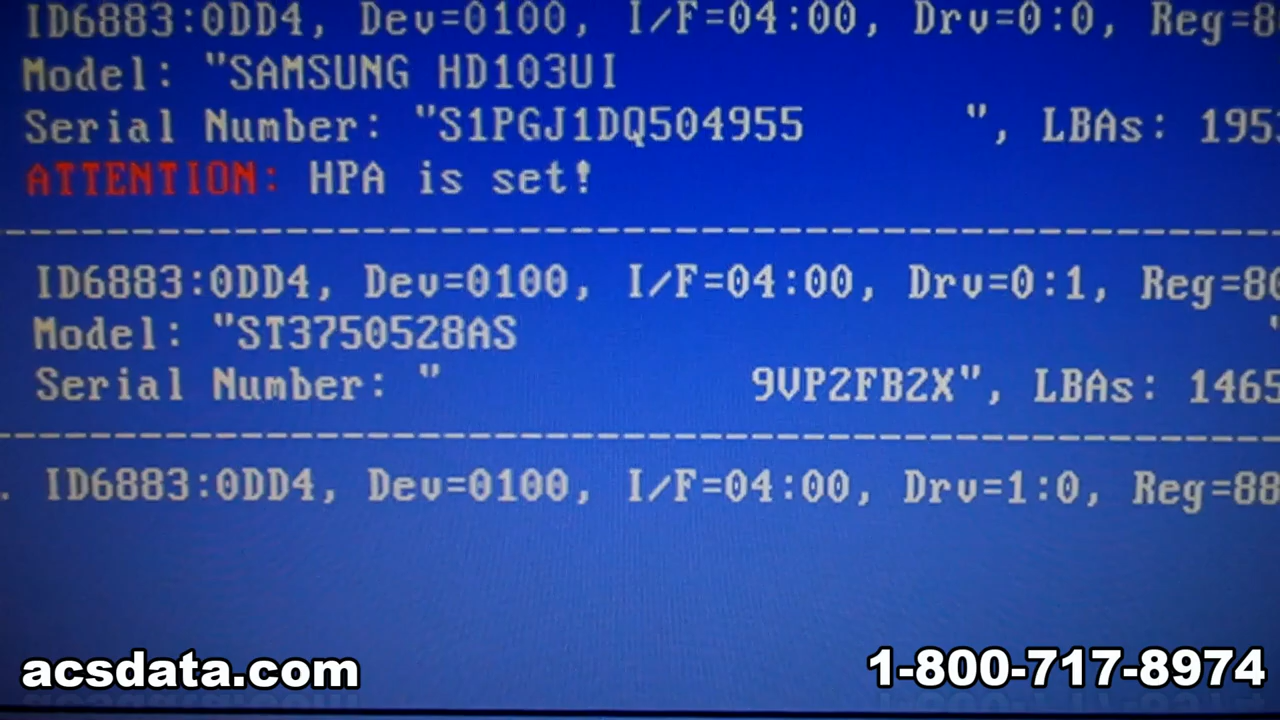 ID6883:0DD4, Dev=0100, I/F=04:00, Drv=0:0, Reg=8
Model: "SAMSUNG HD103UI
Serial Number: "S1PGJ1DQ504955 ", LBAs: 195
ATTENTION: HPA is set!
ID6883:0DD4, Dev=0100, I/F=04:00, Drv=0:1, Reg=80
Model: "ST3750528AS "
Serial Number: " 9VP2FB2X", LBAs: 1465
. ID6883:0DD4, Dev=0100, I/F=04:00, Drv=1:0, Reg=88
acsdata.com
1-800-717-8974